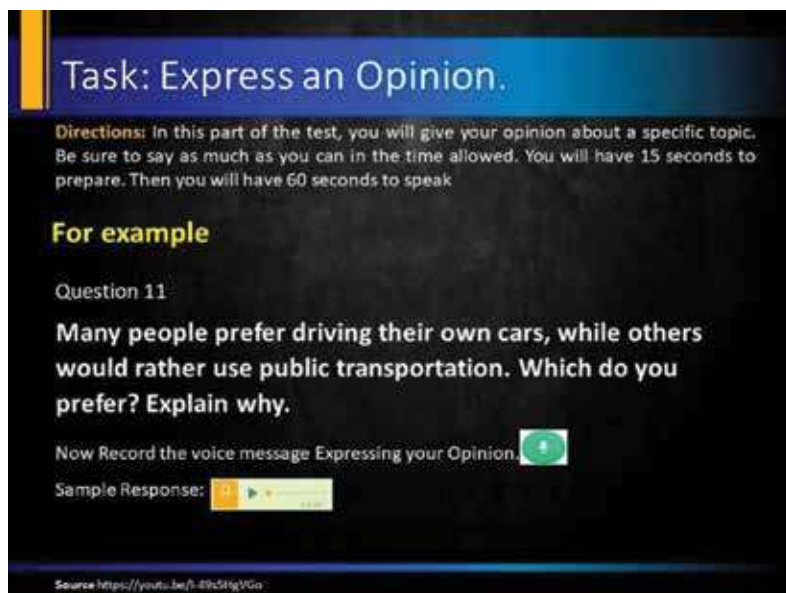 Task: Express an Opinion.
Directions: In this part of the test, you will give your opinion about a specific topic.
Be sure to say as much as you can in the time allowed. You will have 15 seconds to
prepare. Then you will have 60 seconds to speak
For example
Question 11
Many people prefer driving their own cars, while others
would rather use public transportation. Which do you
prefer? Explain why.
Now Record the voice message Expressing your Opinion.
Sample Response:
Source